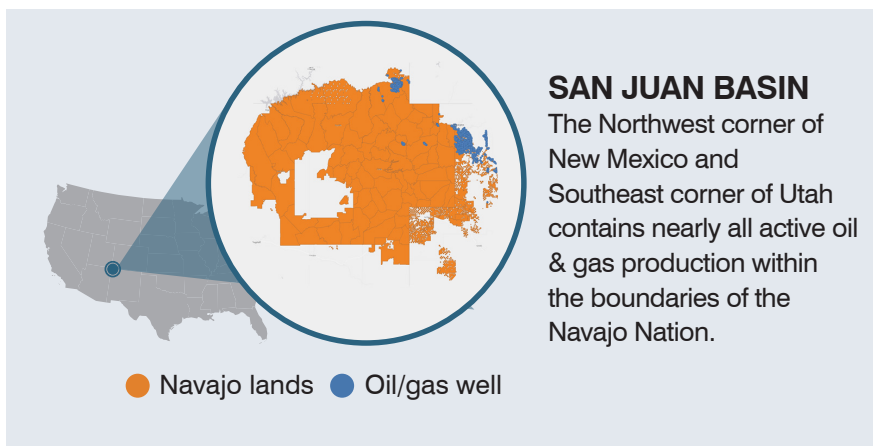 SAN JUAN BASIN
The Northwest corner of
New Mexico and
Southeast corner of Utah
contains nearly all active oil
& gas production within
the boundaries of the
Navajo Nation.
Navajo lands
Oil/gas well